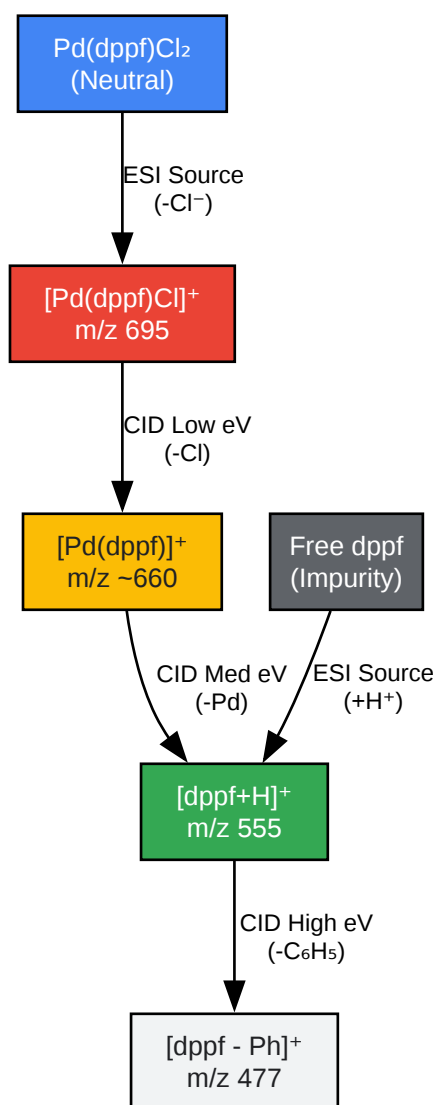 Pd(dppf)Cl₂
(Neutral)
ESI Source
(-Cl⁻)
[Pd(dppf)Cl]⁺
m/z 695
CID Low eV
(-Cl)
[Pd(dppf)]⁺
m/z ~660
Free dppf
(Impurity)
CID Med eV
(-Pd)
ESI Source
(+H⁺)
[dppf+H]⁺
m/z 555
CID High eV
(-C₆H₅)
[dppf - Ph]⁺
m/z 477